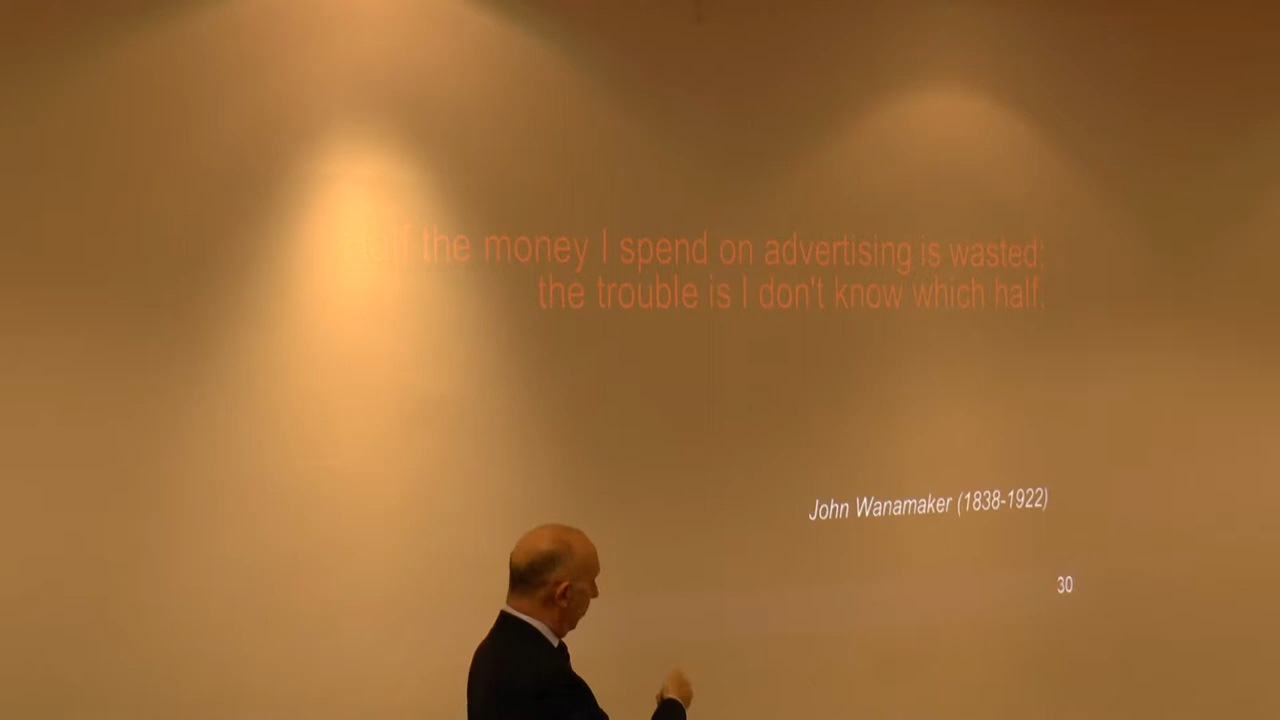 Half the money I spend on advertising is wasted;
the trouble is I don't know which half.
John Wanamaker (1838-1922)
30